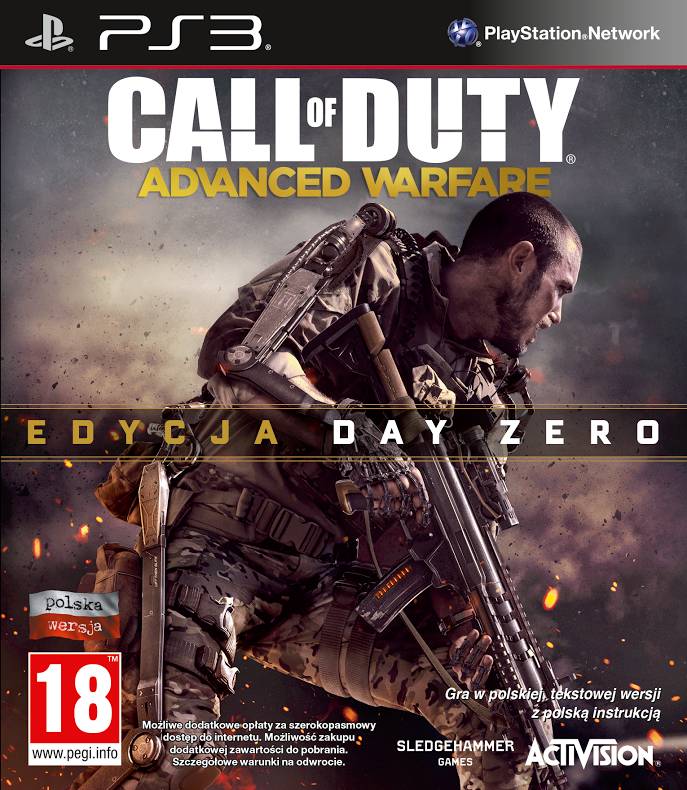 PS3
PlayStation®Network
CALL OF DUTY®
ADVANCED WARFARE
EDYCJA DAY ZERO
polska
wersja
18™
www.pegi.info
Możliwe dodatkowe opłaty za szerokopasmowy
dostęp do internetu. Możliwość zakupu
dodatkowej zawartości do pobrania.
Szczegółowe warunki na odwrocie.
Gra w polskiej, tekstowej wersji
z polską instrukcją
SLEDGEHAMMER
GAMES
ACTIVISION®